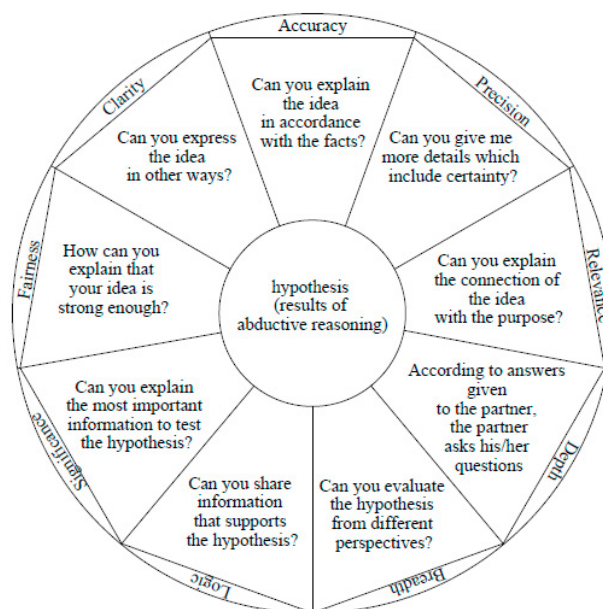 Accuracy
Can you explain
the idea
in accordance
with the facts?
Precision
Can you give me
more details which
include certainty?
Relevance
Can you explain
the connection of
the idea
with the purpose?
Depth
According to answers
given
to the partner,
the partner
asks his/her
questions
Breadth
Can you evaluate
the hypothesis
from different
perspectives?
Logic
Can you share
information
that supports
the hypothesis?
Significance
Can you explain
the most important
information to test
the hypothesis?
Fairness
How can you
explain that
your idea is
strong enough?
Clarity
Can you express
the idea
in other ways?
hypothesis
(results of
abductive reasoning)